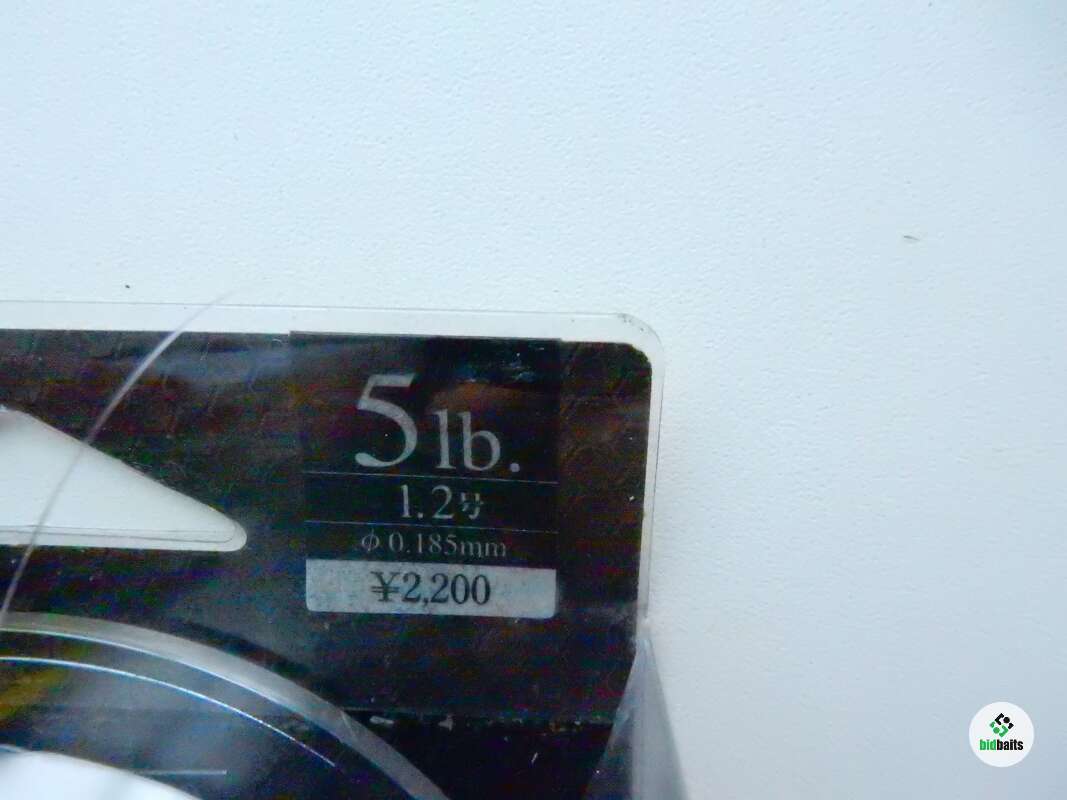 5lb.
1.2号
φ0.185mm
¥2,200
bidbaits